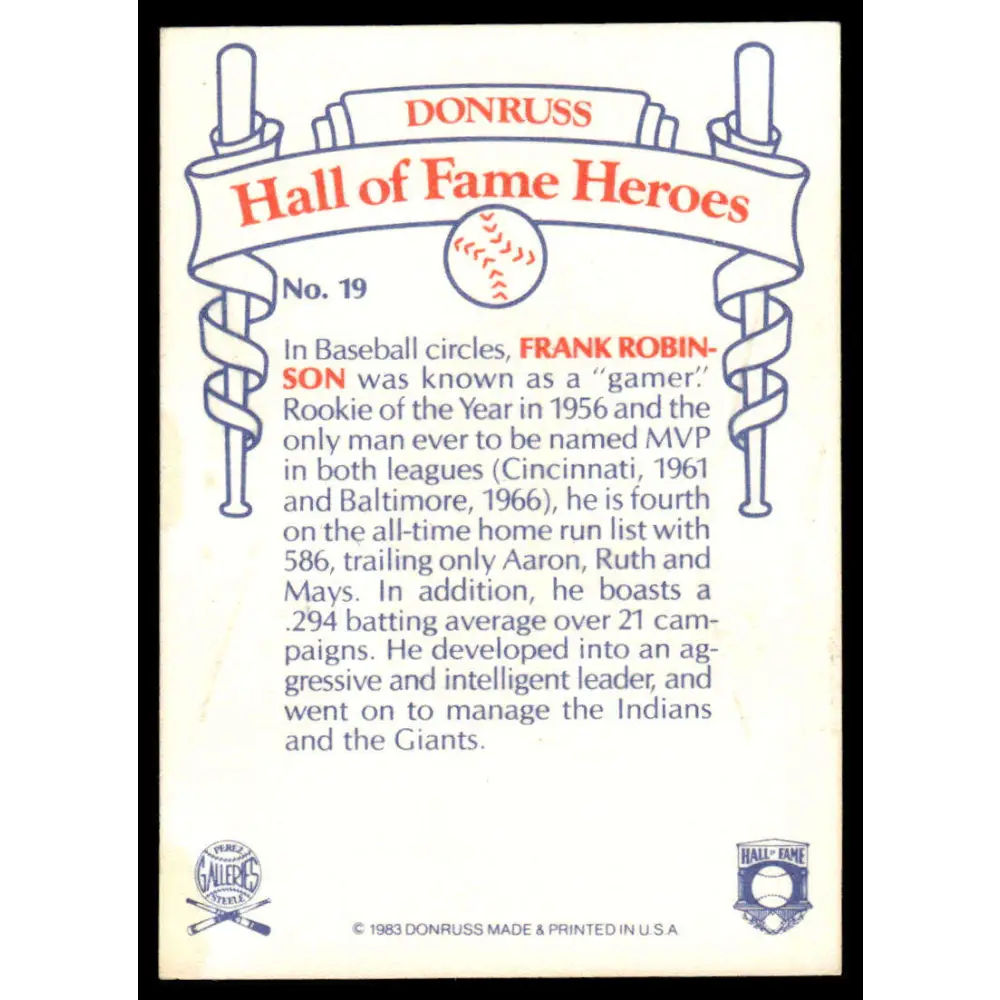 DONRUSS
Hall of Fame Heroes
No. 19
In Baseball circles, FRANK ROBIN-
SON was known as a "gamer."
Rookie of the Year in 1956 and the
only man ever to be named MVP
in both leagues (Cincinnati, 1961
and Baltimore, 1966), he is fourth
on the all-time home run list with
586, trailing only Aaron, Ruth and
Mays. In addition, he boasts a
.294 batting average over 21 cam-
paigns. He developed into an ag-
gressive and intelligent leader, and
went on to manage the Indians
and the Giants.
PEREZ
GALLERIES
STEELE
HALL OF FAME
© 1983 DONRUSS MADE & PRINTED IN U.S.A